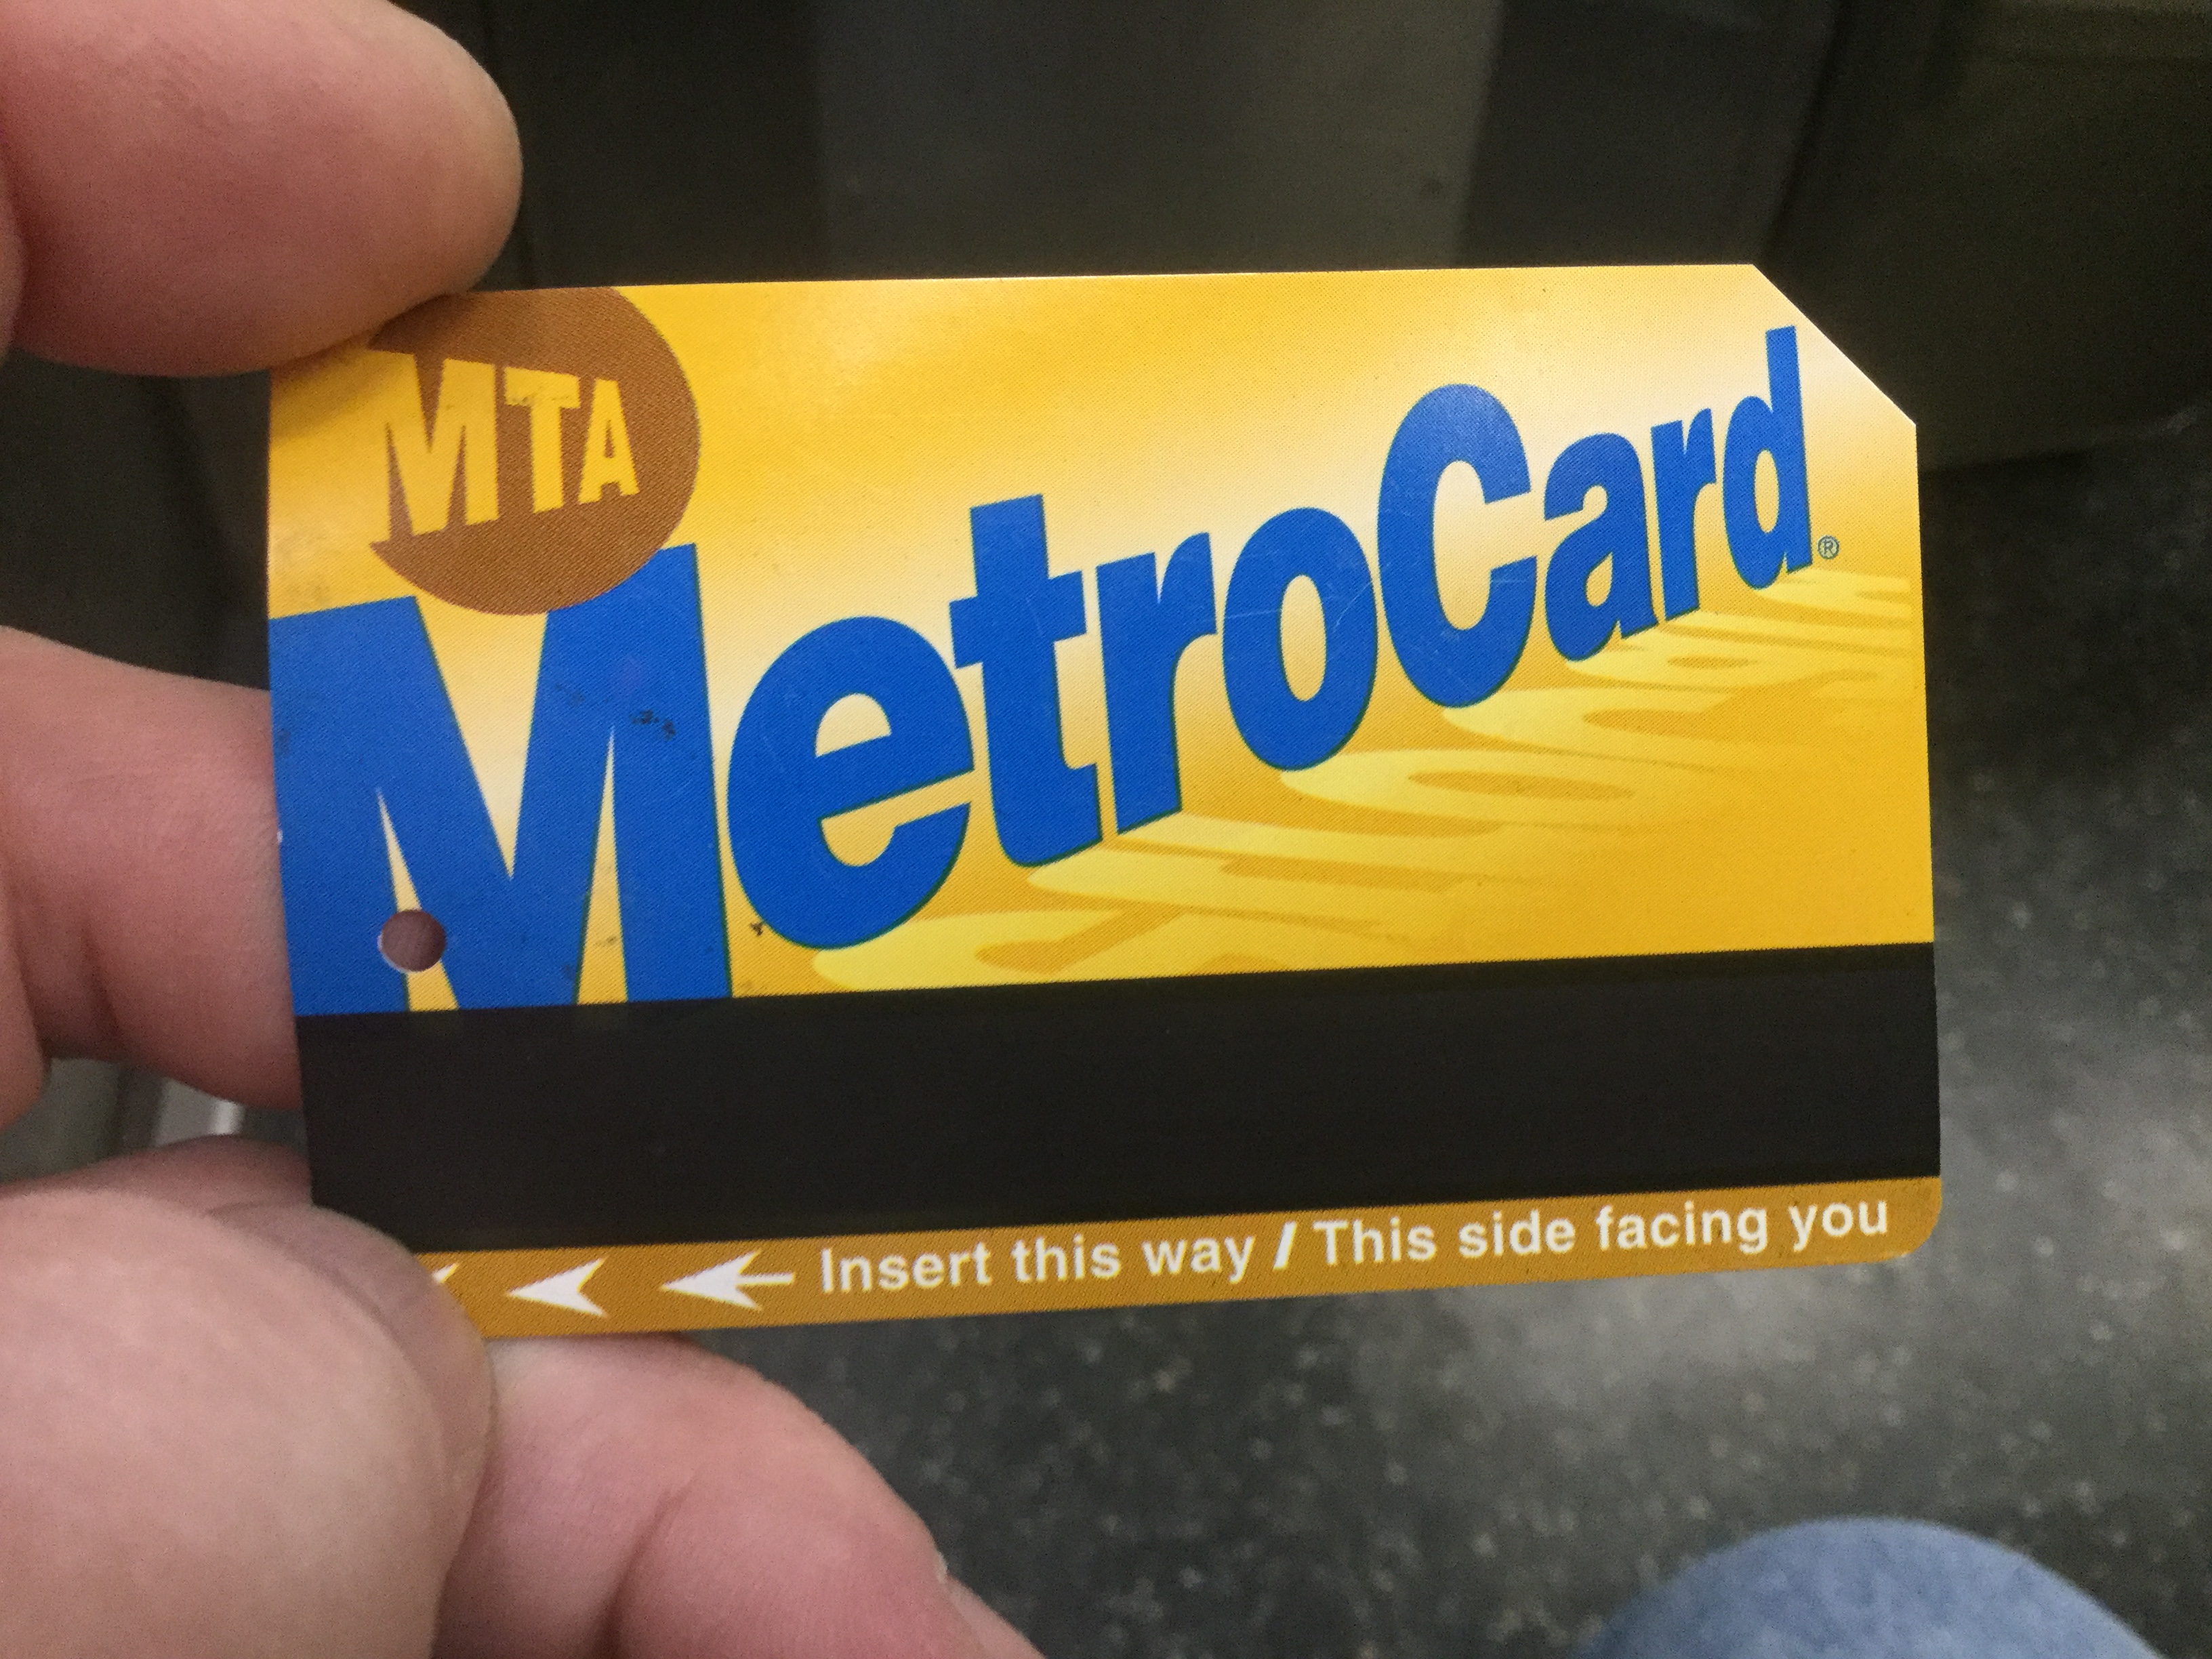 MTA
MetroCard®
Insert this way / This side facing you